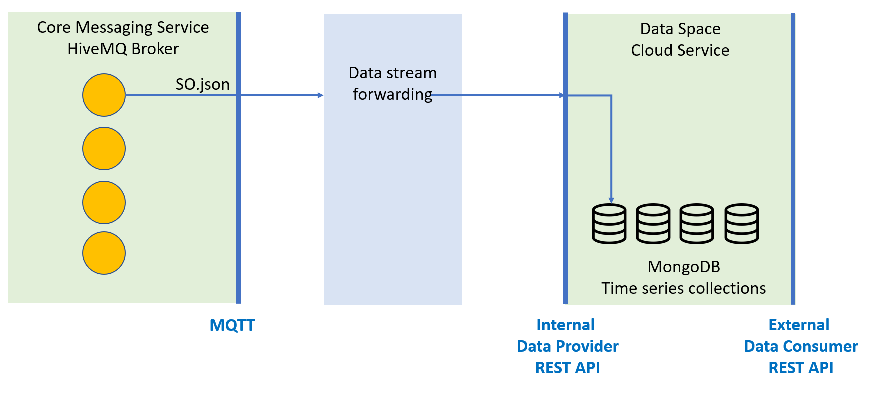 Core Messaging Service
HiveMQ Broker
SO.json
Data stream
forwarding
Data Space
Cloud Service
MongoDB
Time series collections
MQTT
Internal
Data Provider
REST API
External
Data Consumer
REST API